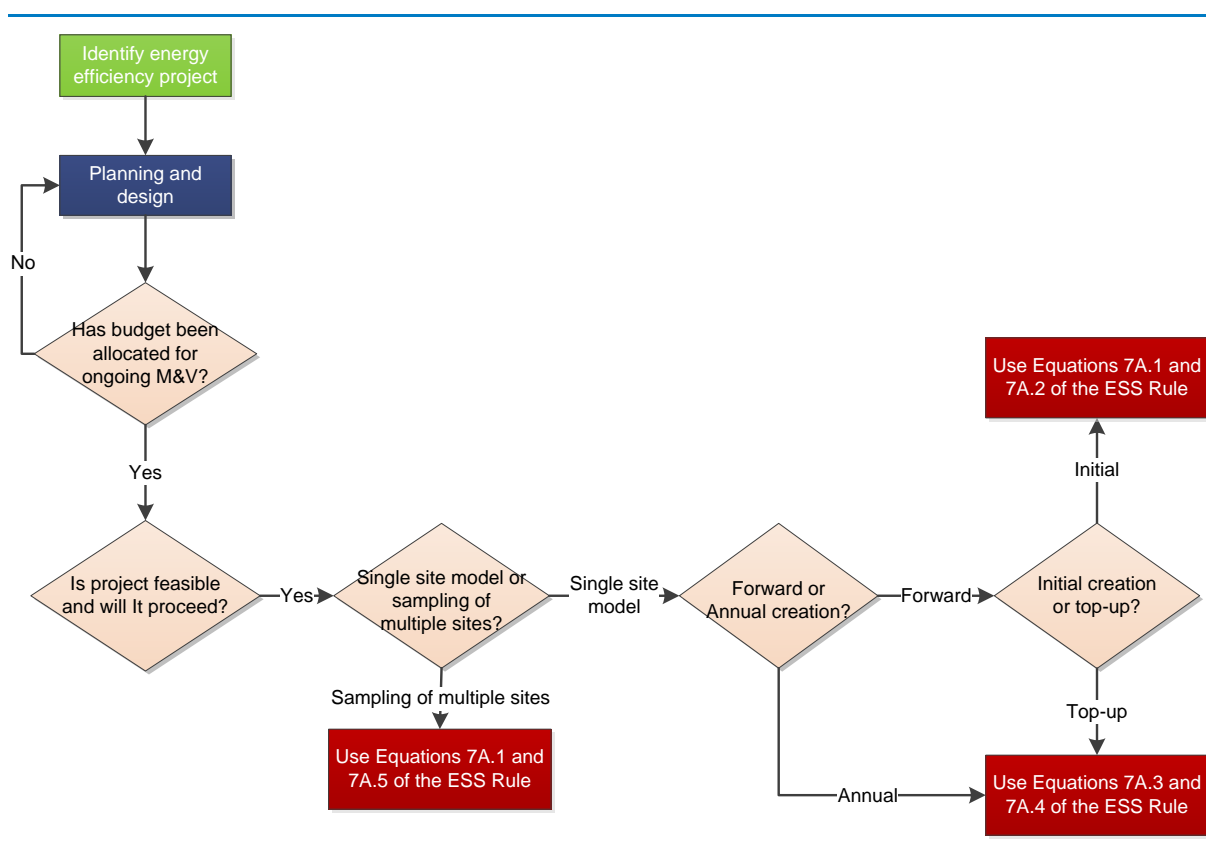 Identify energy
efficiency project
Planning and
design
No
Has budget been
allocated for
ongoing M&V?
Yes
Is project feasible
and will It proceed?
Yes
Single site model or
sampling of
multiple sites?
Sampling of multiple sites
Use Equations 7A.1 and
7A.5 of the ESS Rule
Single site
model
Forward or
Annual creation?
Forward
Annual
Initial creation
or top-up?
Initial
Use Equations 7A.1 and
7A.2 of the ESS Rule
Top-up
Use Equations 7A.3 and
7A.4 of the ESS Rule